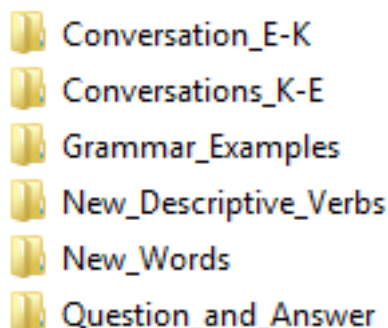 Conversation_E-K
Conversations_K-E
Grammar_Examples
New_Descriptive_Verbs
New_Words
Question_and_Answer